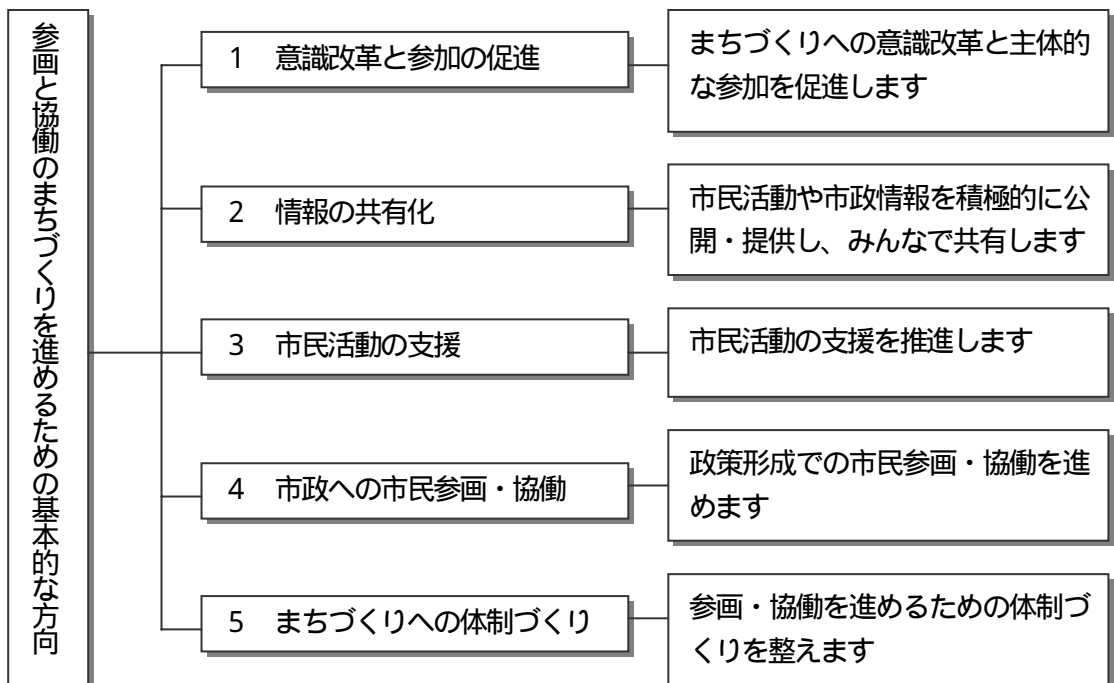 参画と協働のまちづくりを進めるための基本的な方向
1 意識改革と参加の促進
まちづくりへの意識改革と主体的
な参加を促進します
2 情報の共有化
市民活動や市政情報を積極的に公
開・提供し、みんなで共有します
3 市民活動の支援
市民活動の支援を推進します
4 市政への市民参画・協働
政策形成での市民参画・協働を進
めます
5 まちづくりへの体制づくり
参画・協働を進めるための体制づ
くりを整えます